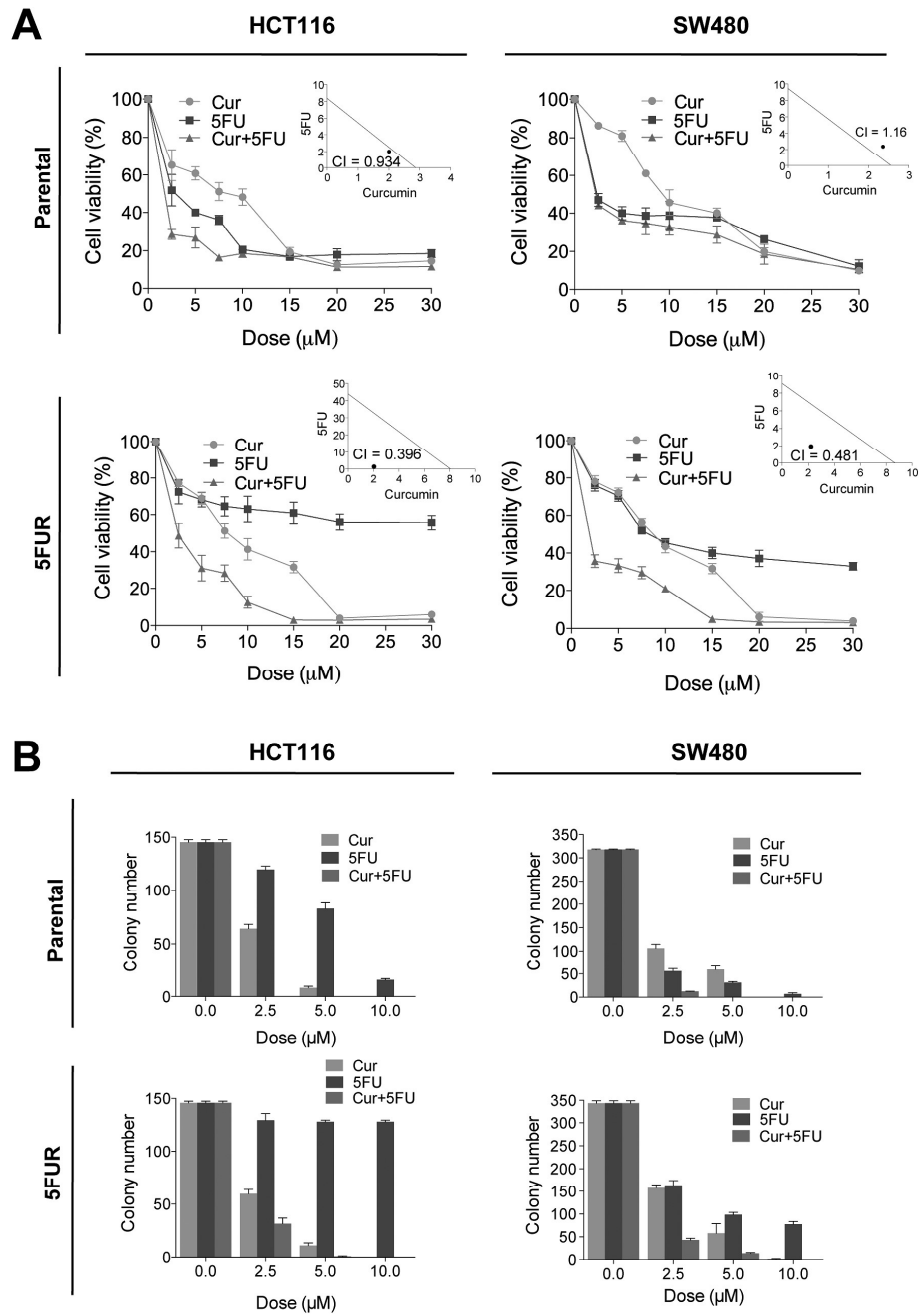 A
HCT116
SW480
Parental
Cell viability (%)
100
80
60
40
20
0
0 5 10 15 20 25 30
Dose (μM)
Cur
5FU
Cur+5FU
5FU
10
8
6
4
2
0
0 1 2 3 4
Curcumin
CI = 0.934
Cell viability (%)
100
80
60
40
20
0
0 5 10 15 20 25 30
Dose (μM)
Cur
5FU
Cur+5FU
5FU
10
8
6
4
2
0
0 1 2 3
Curcumin
CI = 1.16
5FUR
Cell viability (%)
100
80
60
40
20
0
0 5 10 15 20 25 30
Dose (μM)
Cur
5FU
Cur+5FU
5FU
50
40
30
20
10
0
0 2 4 6 8 10
Curcumin
CI = 0.396
Cell viability (%)
100
80
60
40
20
0
0 5 10 15 20 25 30
Dose (μM)
Cur
5FU
Cur+5FU
5FU
10
8
6
4
2
0
0 2 4 6 8 10
Curcumin
CI = 0.481
B
HCT116
SW480
Parental
Colony number
150
100
50
0
0.0 2.5 5.0 10.0
Dose (μM)
Cur
5FU
Cur+5FU
Colony number
350
300
250
200
150
100
50
0
0.0 2.5 5.0 10.0
Dose (μM)
Cur
5FU
Cur+5FU
5FUR
Colony number
150
100
50
0
0.0 2.5 5.0 10.0
Dose (μM)
Cur
5FU
Cur+5FU
Colony number
350
300
250
200
150
100
50
0
0.0 2.5 5.0 10.0
Dose (μM)
Cur
5FU
Cur+5FU